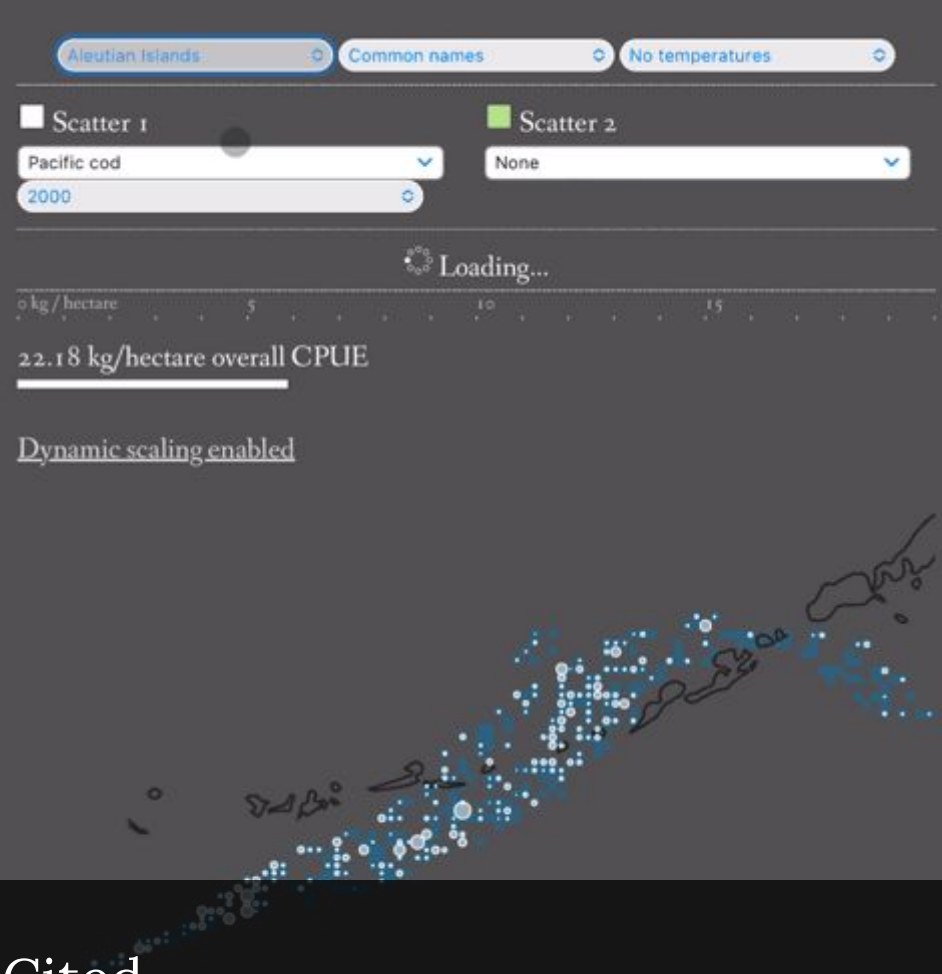 Aleutian Islands Common names No temperatures
Scatter 1 Scatter 2
Pacific cod None
2000
Loading...
0 kg / hectare 5 10 15
22.18 kg/hectare overall CPUE
Dynamic scaling enabled
Cited